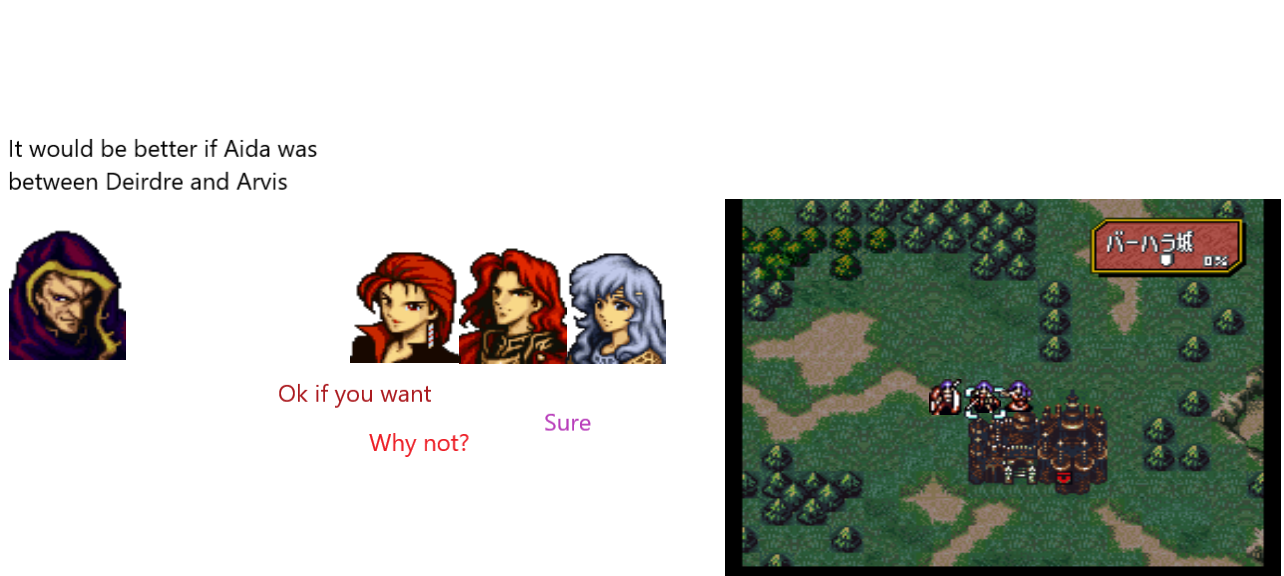 It would be better if Aida was
between Deirdre and Arvis
Ok if you want
Sure
Why not?
バーハラ城
0%